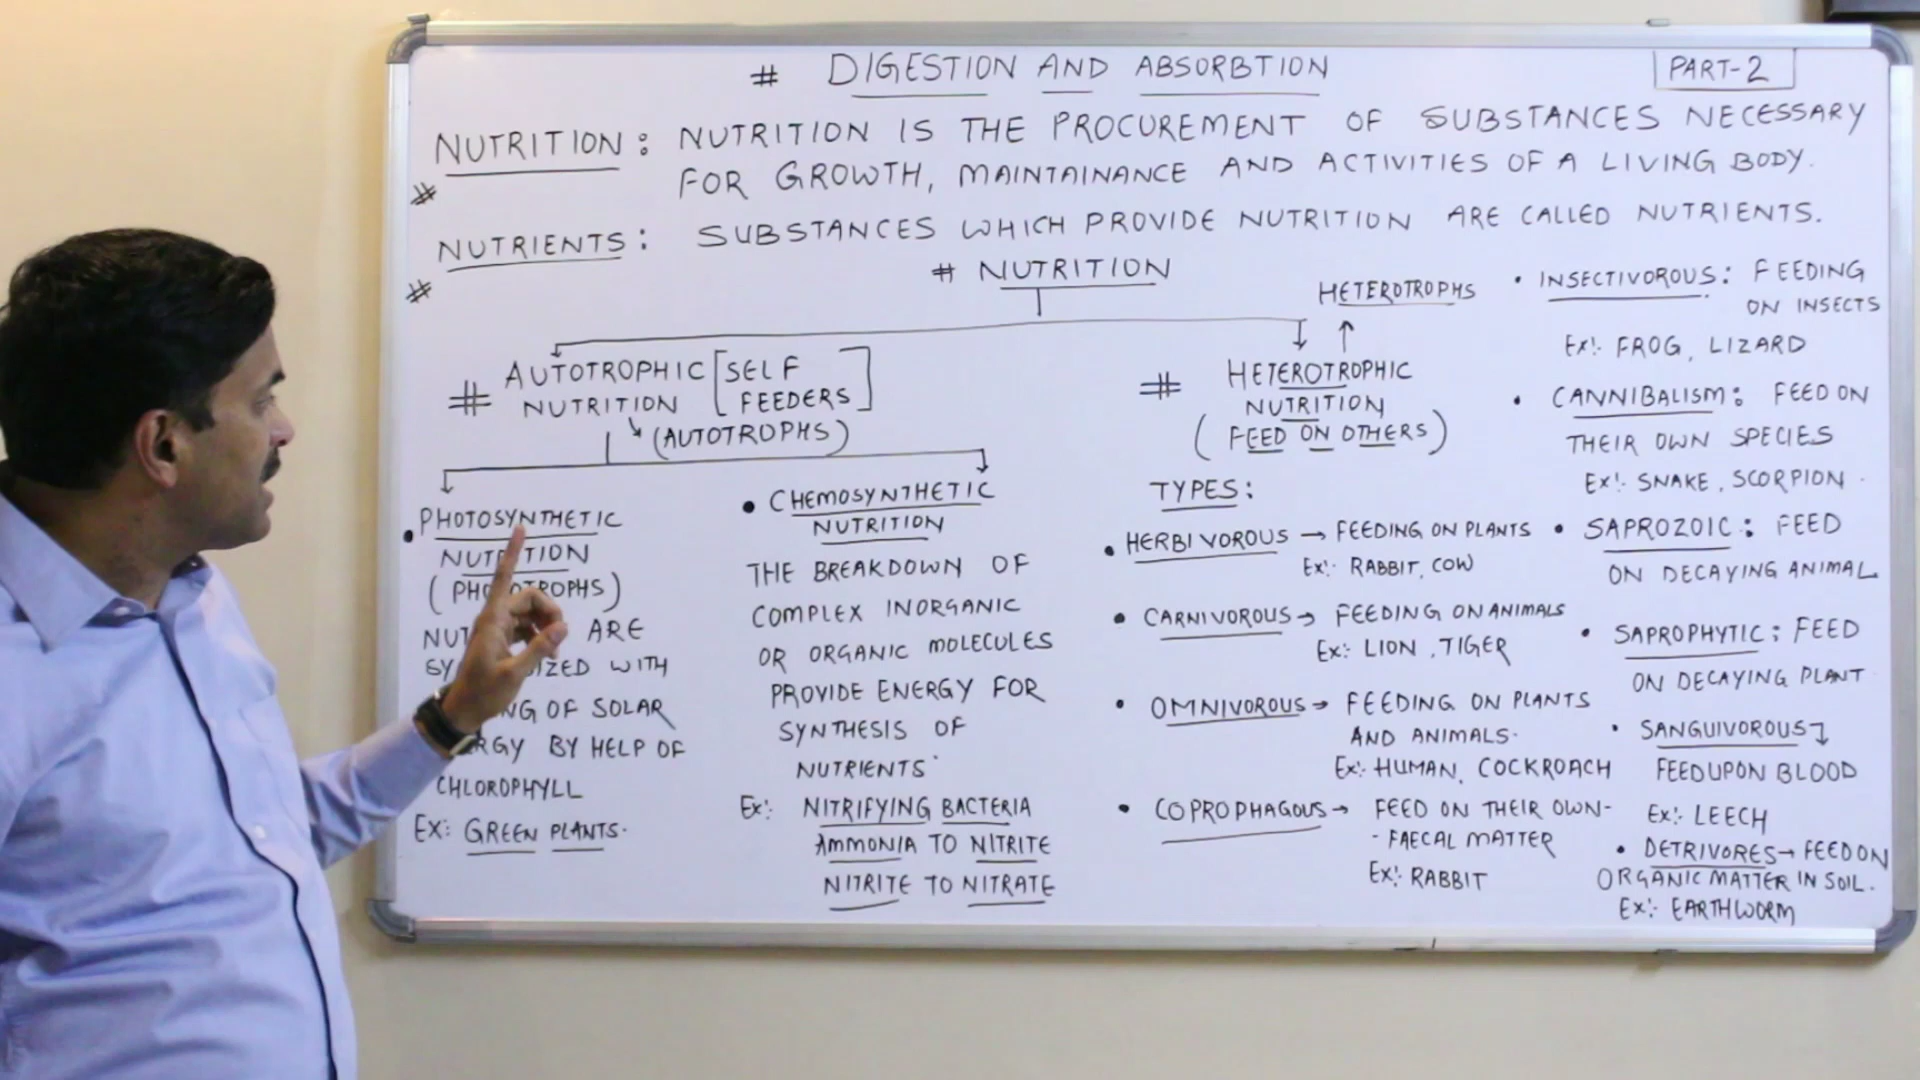 # DIGESTION AND ABSORBTION
PART-2
# NUTRITION: NUTRITION IS THE PROCUREMENT OF SUBSTANCES NECESSARY
FOR GROWTH, MAINTAINANCE AND ACTIVITIES OF A LIVING BODY.
# NUTRIENTS: SUBSTANCES WHICH PROVIDE NUTRITION ARE CALLED NUTRIENTS.
# NUTRITION
# AUTOTROPHIC [SELF
NUTRITION FEEDERS]
(AUTOTROPHS)
• PHOTOSYNTHETIC
NUTRITION
(PHOTOTROPHS)
ARE
WITH
OF SOLAR
BY HELP OF
CHLOROPHYLL
EX: GREEN PLANTS.
• CHEMOSYNTHETIC
NUTRITION
THE BREAKDOWN OF
COMPLEX INORGANIC
OR ORGANIC MOLECULES
PROVIDE ENERGY FOR
SYNTHESIS OF
NUTRIENTS.
Ex:. NITRIFYING BACTERIA
AMMONIA TO NITRITE
NITRITE TO NITRATE
HETEROTROPHS
# HETEROTROPHIC
NUTRITION
(FEED ON OTHERS)
TYPES:
• HERBIVOROUS → FEEDING ON PLANTS
Ex:. RABBIT, COW
• CARNIVOROUS → FEEDING ON ANIMALS
Ex:. LION, TIGER
• OMNIVOROUS → FEEDING ON PLANTS
AND ANIMALS.
Ex:. HUMAN, COCKROACH
• COPROPHAGOUS → FEED ON THEIR OWN-
- FAECAL MATTER
Ex:. RABBIT
• INSECTIVOROUS: FEEDING
ON INSECTS
Ex:. FROG, LIZARD
• CANNIBALISM: FEED ON
THEIR OWN SPECIES
Ex:. SNAKE, SCORPION.
• SAPROZOIC: FEED
ON DECAYING ANIMAL
• SAPROPHYTIC: FEED
ON DECAYING PLANT
• SANGUIVOROUS
FEED UPON BLOOD
Ex:. LEECH
• DETRIVORES → FEED ON
ORGANIC MATTER IN SOIL.
Ex:. EARTHWORM